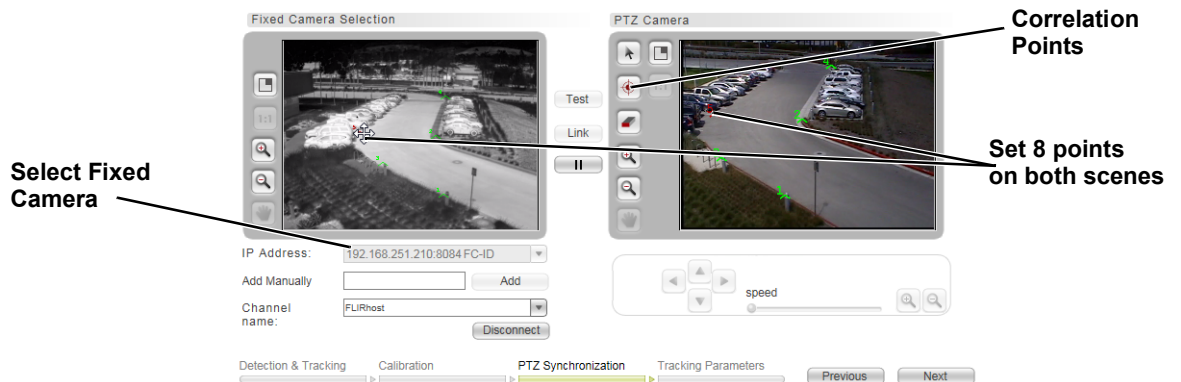 Fixed Camera Selection
PTZ Camera
Correlation
Points
Test
1:1
1:1
Link
Set 8 points
on both scenes
Select Fixed
Camera
IP Address:
192.168.251.210:8084 FC-ID
Add Manually
Add
speed
Channel
name:
FLIRhost
Disconnect
Detection & Tracking
Calibration
PTZ Synchronization
Tracking Parameters
Previous
Next